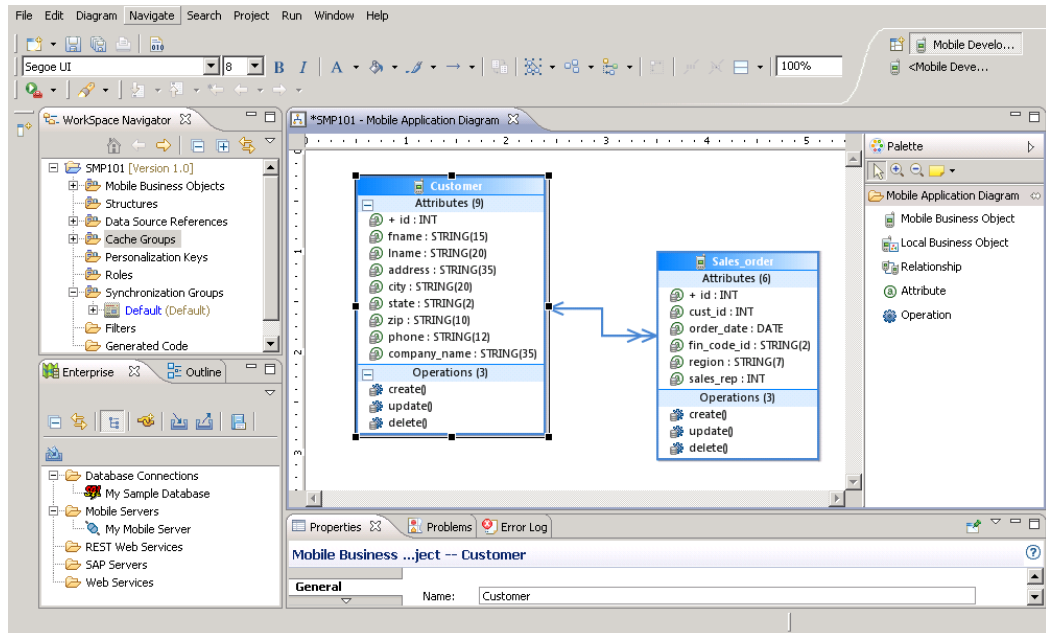 File Edit Diagram Navigate Search Project Run Window Help
010
Mobile Develo...
Segoe UI 8 B I A 100%
<Mobile Deve...
WorkSpace Navigator
SMP101 [Version 1.0]
Mobile Business Objects
Structures
Data Source References
Cache Groups
Personalization Keys
Roles
Synchronization Groups
Default (Default)
Filters
Generated Code
Enterprise Outline
Database Connections
My Sample Database
Mobile Servers
My Mobile Server
REST Web Services
SAP Servers
Web Services
*SMP101 - Mobile Application Diagram
0 1 2 3 4 5
Customer
Attributes (9)
+ id : INT
fname : STRING(15)
lname : STRING(20)
address : STRING(35)
city : STRING(20)
state : STRING(2)
zip : STRING(10)
phone : STRING(12)
company_name : STRING(35)
Operations (3)
create()
update()
delete()
Sales_order
Attributes (6)
+ id : INT
cust_id : INT
order_date : DATE
fin_code_id : STRING(2)
region : STRING(7)
sales_rep : INT
Operations (3)
create()
update()
delete()
Palette
Mobile Application Diagram
Mobile Business Object
Local Business Object
Relationship
Attribute
Operation
Properties Problems Error Log
Mobile Business ...ject -- Customer
General
Name: Customer